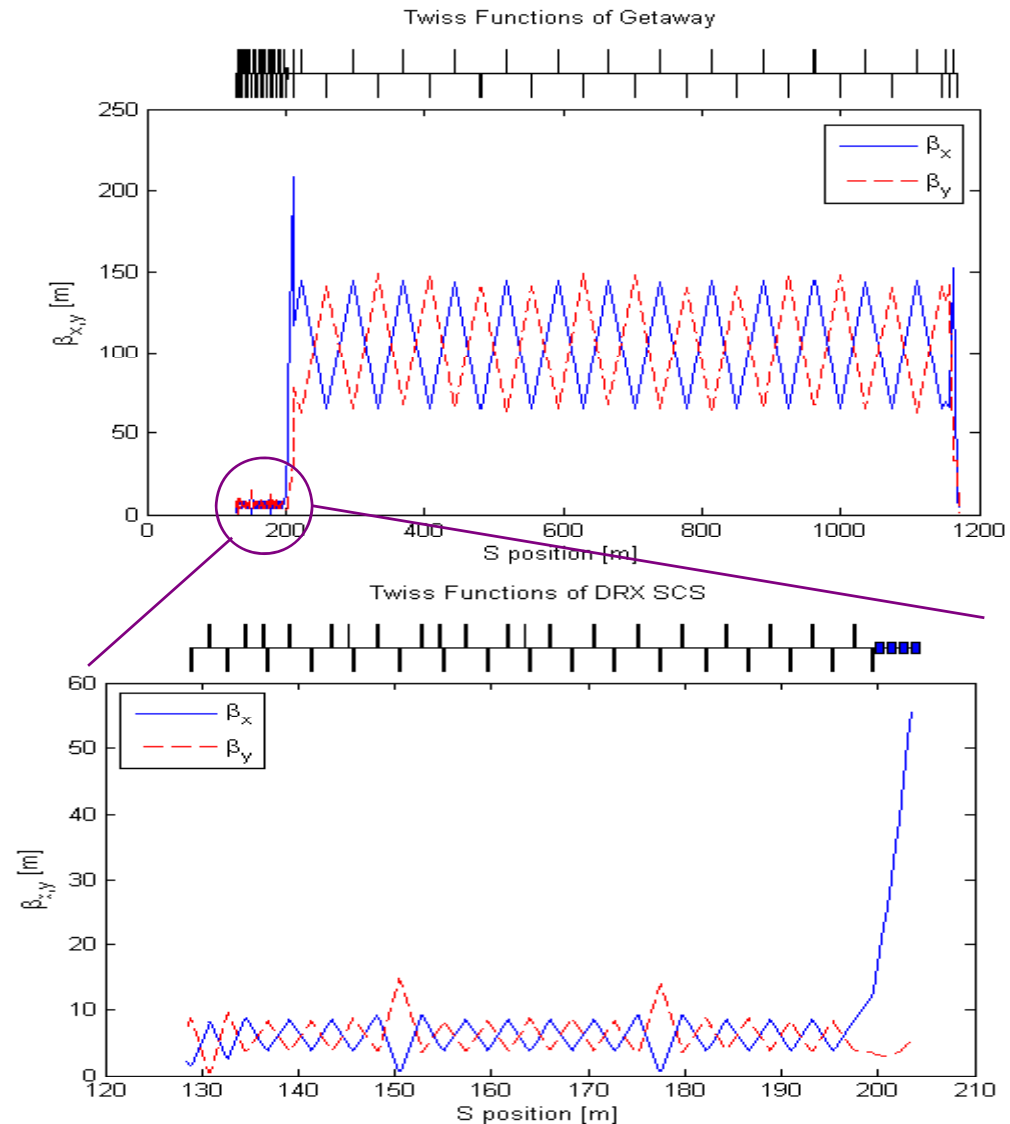 Twiss Functions of Getaway
250
200
150
100
50
0
β_x,y [m]
β_x
β_y
0 200 400 600 800 1000 1200
S position [m]
Twiss Functions of DRX SCS
60
50
40
30
20
10
0
β_x,y [m]
β_x
β_y
120 130 140 150 160 170 180 190 200 210
S position [m]